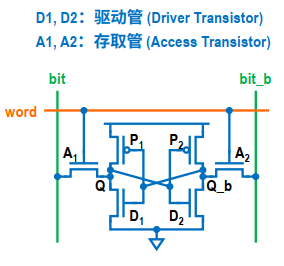 D1, D2：驱动管 (Driver Transistor)
A1, A2：存取管 (Access Transistor)
bit bit_b
word
A1 P1 P2 A2
Q Q_b
D1 D2